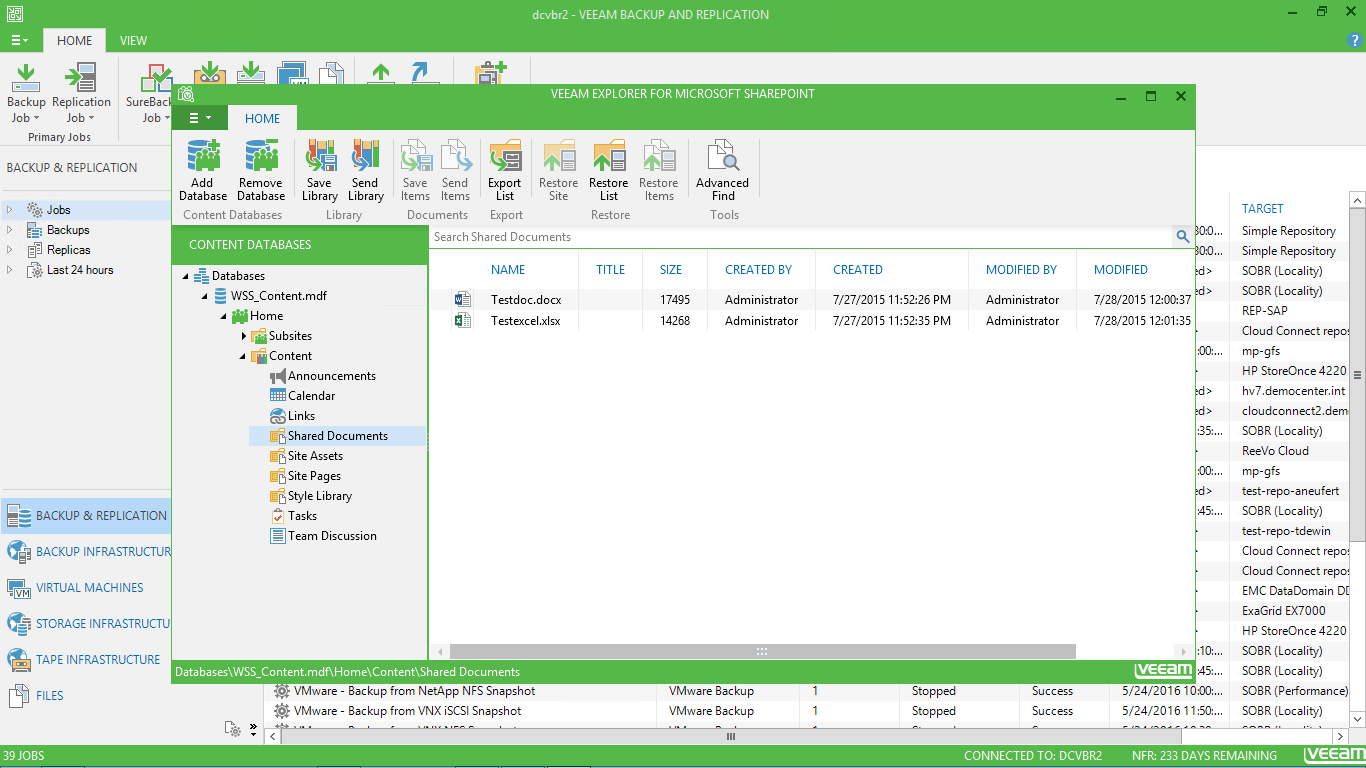 dcvbr2 - VEEAM BACKUP AND REPLICATION
HOME VIEW
Backup Job
Replication Job
Primary Jobs
VEEAM EXPLORER FOR MICROSOFT SHAREPOINT
HOME
Add Database
Remove Database
Content Databases
Save Library
Send Library
Library
Save Items
Send Items
Documents
Export List
Export
Restore Site
Restore List
Restore Items
Restore
Advanced Find
Tools
BACKUP & REPLICATION
Jobs
Backups
Replicas
Last 24 hours
BACKUP & REPLICATION
VIRTUAL MACHINES
TAPE INFRASTRUCTURE
FILES
CONTENT DATABASES
Databases
WSS_Content.mdf
Home
Subsites
Content
Announcements
Calendar
Links
Shared Documents
Site Assets
Site Pages
Style Library
Tasks
Team Discussion
Search Shared Documents
NAME TITLE SIZE CREATED BY CREATED MODIFIED BY MODIFIED
Testdoc.docx 17495 Administrator 7/27/2015 11:52:26 PM Administrator 7/28/2015 12:00:37
Testexcel.xlsx 14268 Administrator 7/27/2015 11:52:35 PM Administrator 7/28/2015 12:01:35
TARGET
Simple Repository
Simple Repository
SOBR (Locality)
SOBR (Locality)
REP-SAP
Cloud Connect repos
mp-gfs
HP StoreOnce 4220
hv7.democenter.int
cloudconnect2.dem
SOBR (Locality)
ReeVo Cloud
mp-gfs
test-repo-aneufert
SOBR (Locality)
test-repo-tdewin
Cloud Connect repos
Cloud Connect repos
EMC DataDomain DD
ExaGrid EX7000
HP StoreOnce 4220
SOBR (Locality)
SOBR (Locality)
Databases\WSS_Content.mdf\Home\Content\Shared Documents
veeam
VMware - Backup from NetApp NFS Snapshot VMware Backup 1 Stopped Success 5/24/2016 10:00:... SOBR (Performance)
VMware - Backup from VNX iSCSI Snapshot VMware Backup 1 Stopped Success 5/24/2016 11:50:... SOBR (Locality)
SOBR (Locality)
39 JOBS CONNECTED TO: DCVBR2 NFR: 233 DAYS REMAINING veeam